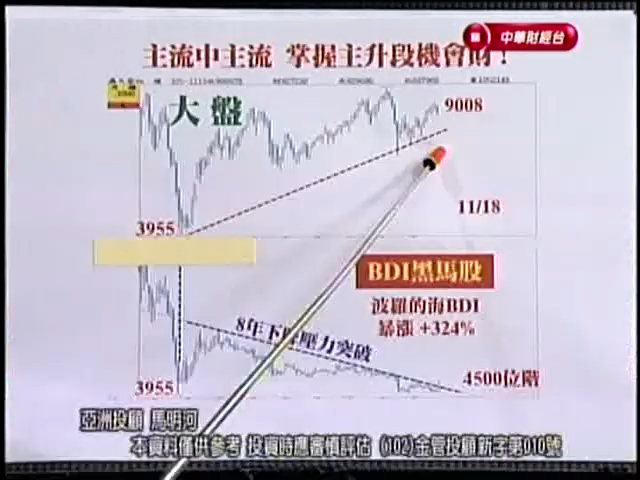 中華財經台
主流中主流 掌握主升段機會財!
大盤
9008
11/18
3955
BDI黑馬股
波羅的海BDI
暴漲 +324%
8年下降壓力突破
4500位階
3955
亞洲投顧 馬明河
本資料僅供參考 投資時應審慎評估 (102)金管投顧新字第010號